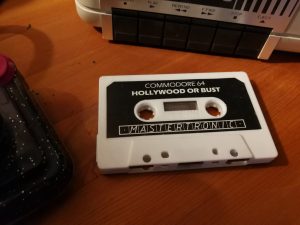 COMMODORE 64
HOLLYWOOD OR BUST
MASTERTRONIC